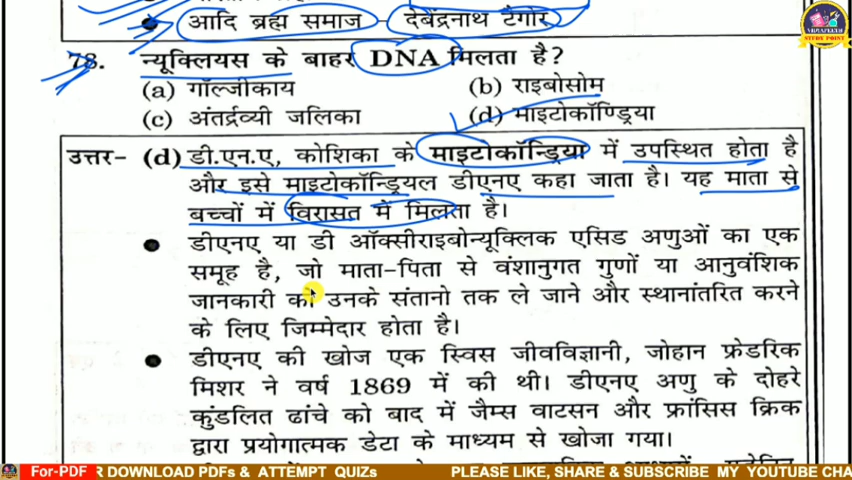 आदि ब्रह्म समाज - देबेंद्रनाथ टैगोर
78. न्यूक्लियस के बाहर DNA मिलता है?
(a) गॉल्जीकाय (b) राइबोसोम
(c) अंतर्द्रव्यी जलिका (d) माइटोकॉण्ड्रिया
उत्तर- (d) डी.एन.ए, कोशिका के माइटोकॉन्ड्रिया में उपस्थित होता है
और इसे माइटोकॉन्ड्रियल डीएनए कहा जाता है। यह माता से
बच्चों में विरासत में मिलता है।
● डीएनए या डी ऑक्सीराइबोन्यूक्लिक एसिड अणुओं का एक
समूह है, जो माता-पिता से वंशानुगत गुणों या आनुवंशिक
जानकारी को उनके संतानो तक ले जाने और स्थानांतरित करने
के लिए जिम्मेदार होता है।
● डीएनए की खोज एक स्विस जीवविज्ञानी, जोहान फ्रेडरिक
मिशर ने वर्ष 1869 में की थी। डीएनए अणु के दोहरे
कुंडलित ढांचे को बाद में जैम्स वाटसन और फ्रांसिस क्रिक
द्वारा प्रयोगात्मक डेटा के माध्यम से खोजा गया।
For-PDF R DOWNLOAD PDFs & ATTEMPT QUIZs PLEASE LIKE, SHARE & SUBSCRIBE MY YOUTUBE CHA
STUDY POINT